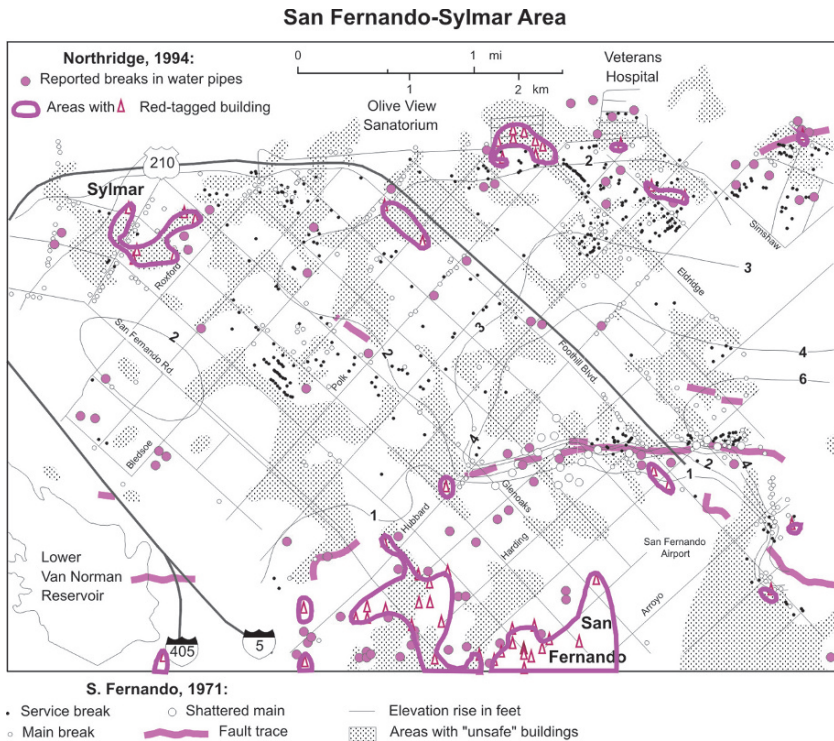 San Fernando-Sylmar Area
Northridge, 1994:
Reported breaks in water pipes
Areas with Red-tagged building
0 1 mi
1 2 km
Olive View
Sanatorium
Veterans
Hospital
210
Sylmar
2
Simshaw
Roxford
3
Eldridge
2
San Fernando Rd.
3
2
Polk
Foothill Blvd.
4
6
4
Bledsoe
1
2
4
Glenoaks
1
Hubbard
Harding
San Fernando
Airport
Lower
Van Norman
Reservoir
Arroyo
San
Fernando
405
5
S. Fernando, 1971:
Service break
Shattered main
Elevation rise in feet
Main break
Fault trace
Areas with "unsafe" buildings